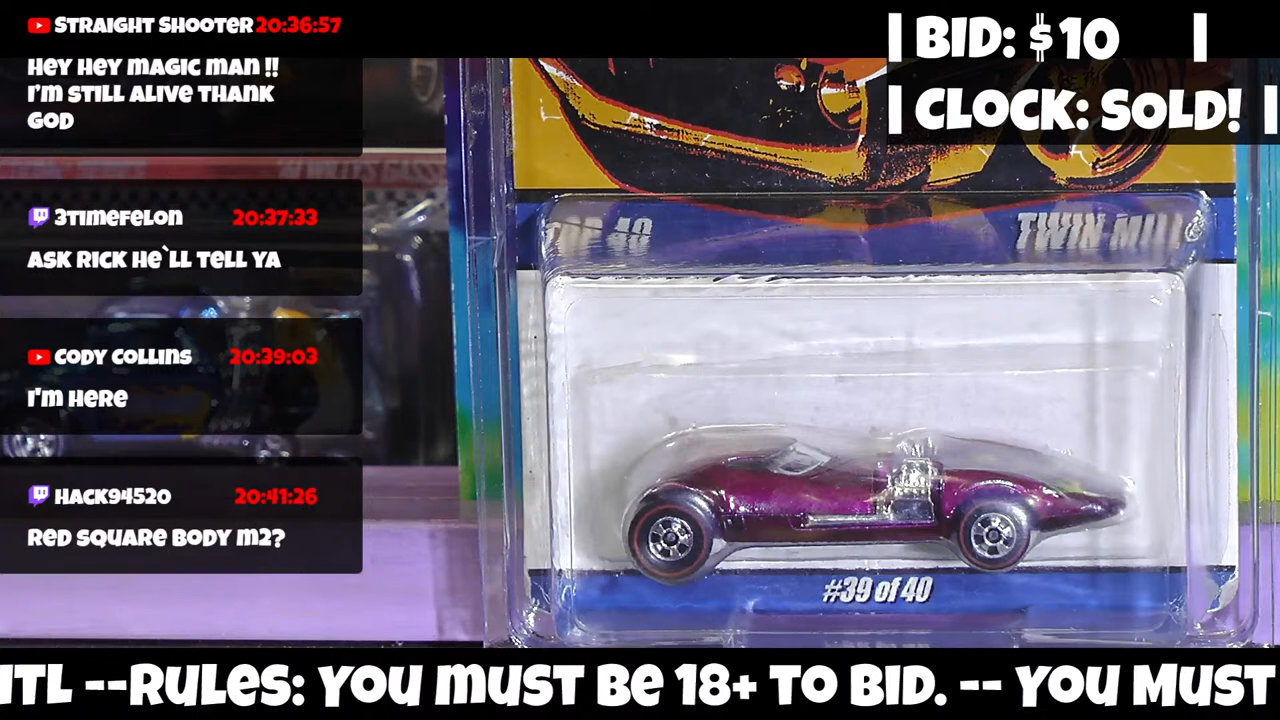 STRAIGHT SHOOTER 20:36:57
HEY HEY MAGIC MAN !!
I'M STILL ALIVE THANK
GOD
3TIMEFELON 20:37:33
ASK RICK HE`LL TELL YA
CODY COLLINS 20:39:03
I'M HERE
HACK94520 20:41:26
RED SQUARE BODY M2?
| BID: $10 |
| CLOCK: SOLD! |
TOP 40 TWIN MILL
#39 of 40
ITL --RULES: YOU MUST BE 18+ TO BID. -- YOU MUST